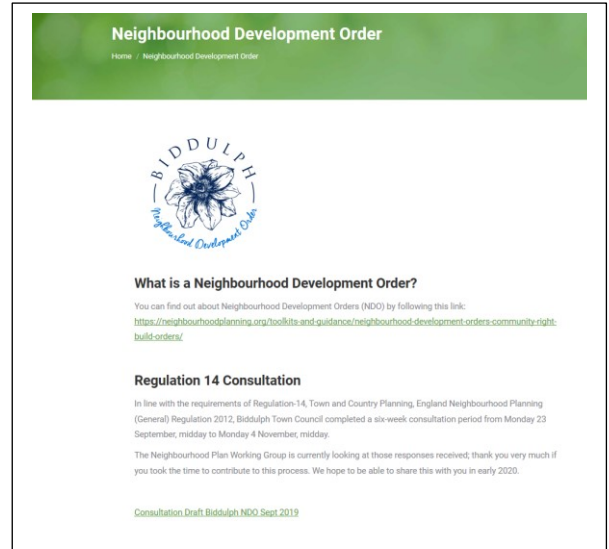 Neighbourhood Development Order
Home / Neighbourhood Development Order
BIDDULPH
Neighbourhood Development Order
What is a Neighbourhood Development Order?
You can find out about Neighbourhood Development Orders (NDO) by following this link:
https://neighbourhoodplanning.org/toolkits-and-guidance/neighbourhood-development-orders-community-right-
build-orders/
Regulation 14 Consultation
In line with the requirements of Regulation-14, Town and Country Planning, England Neighbourhood Planning
(General) Regulation 2012, Biddulph Town Council completed a six-week consultation period from Monday 23
September, midday to Monday 4 November, midday.
The Neighbourhood Plan Working Group is currently looking at those responses received; thank you very much if
you took the time to contribute to this process. We hope to be able to share this with you in early 2020.
Consultation Draft Biddulph NDO Sept 2019